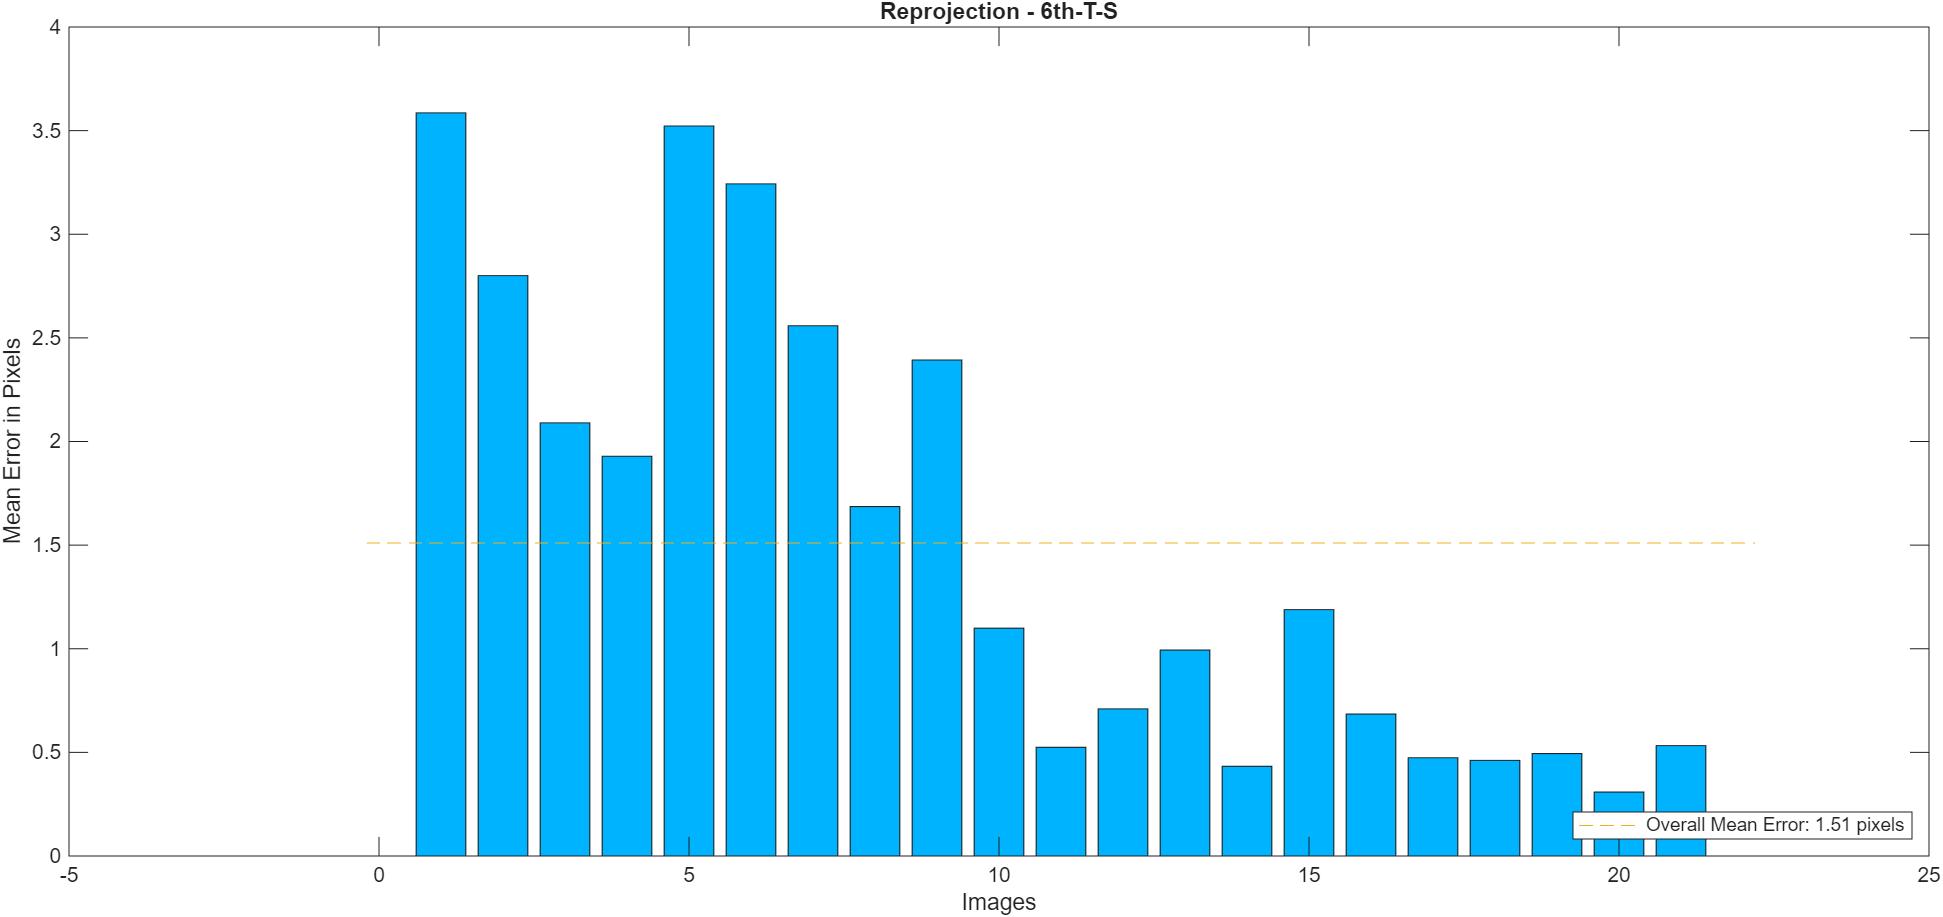 Reprojection - 6th-T-S
Mean Error in Pixels
4
3.5
3
2.5
2
1.5
1
0.5
0
Overall Mean Error: 1.51 pixels
-5 0 5 10 15 20 25
Images